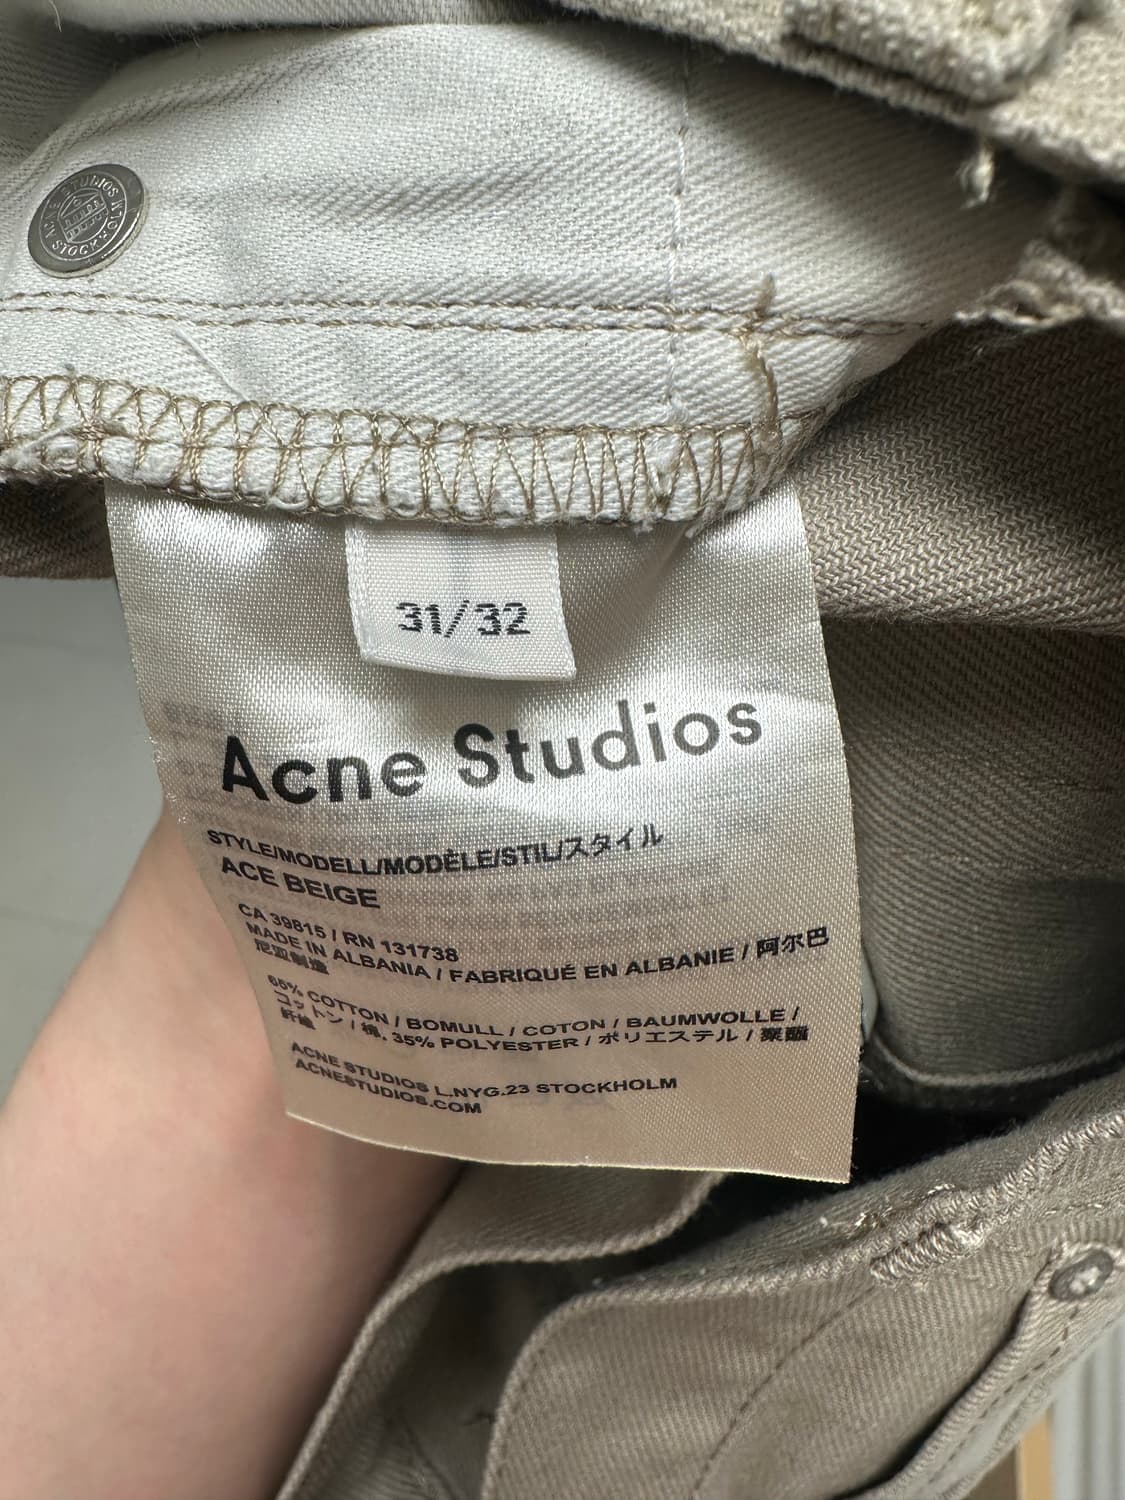 ACNE STUDIOS
STOCKHOLM
31/32
Acne Studios
STYLE/MODELL/MODÈLE/STIL/スタイル
ACE BEIGE
CA 39815 / RN 131738
MADE IN ALBANIA / FABRIQUÉ EN ALBANIE / 阿尔巴
尼亚制造
65% COTTON / BOMULL / COTON / BAUMWOLLE /
コットン / 棉, 35% POLYESTER / ポリエステル / 聚酯
纤维
ACNE STUDIOS L.NYG.23 STOCKHOLM
ACNESTUDIOS.COM